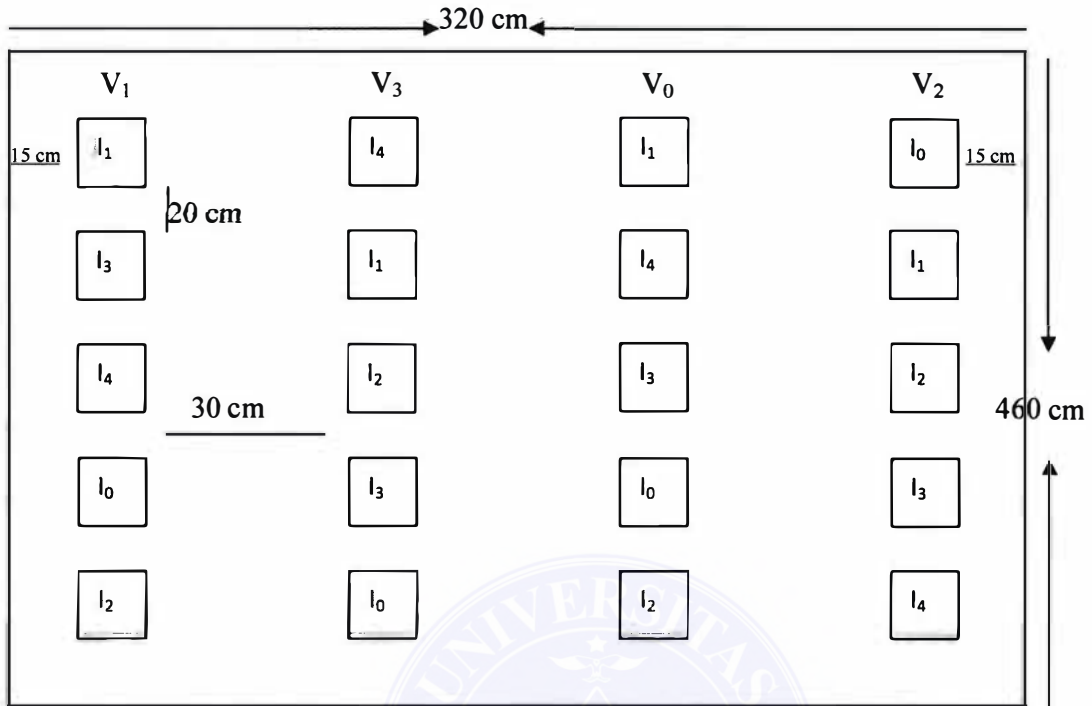 320 cm
V₁ V₃ V₀ V₂
15 cm I₁ I₄ I₁ I₀ 15 cm
20 cm
I₃ I₁ I₄ I₁
I₄ I₂ I₃ I₂
30 cm 460 cm
I₀ I₃ I₀ I₃
I₂ I₀ I₂ I₄
UNIVERSITAS